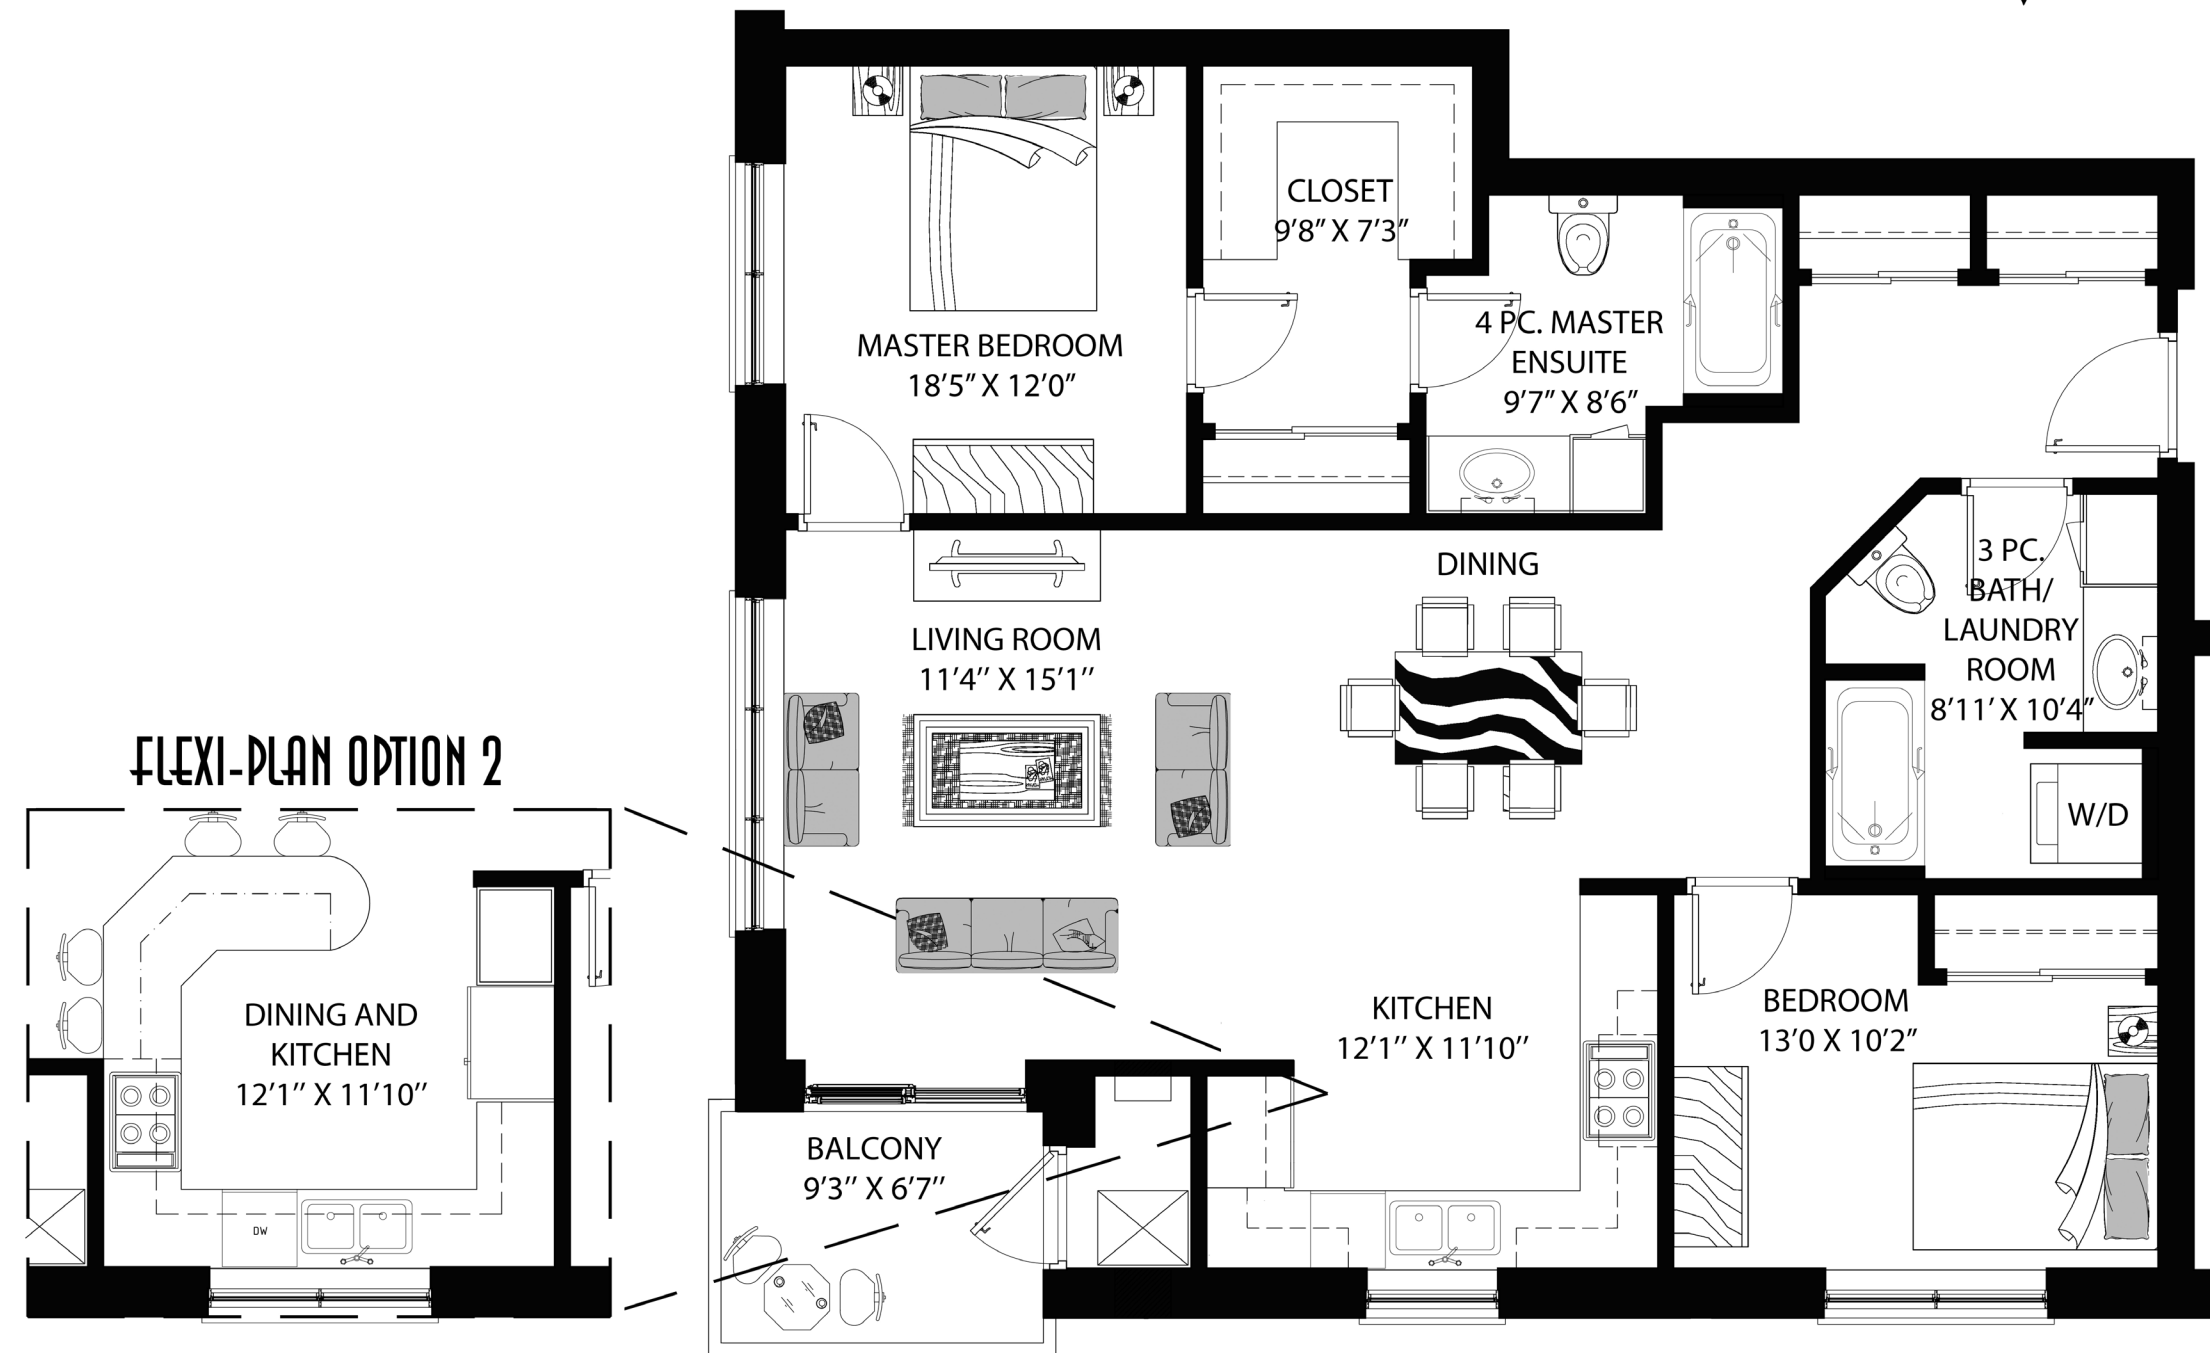 CLOSET
9'8" X 7'3"
MASTER BEDROOM
18'5" X 12'0"
4 PC. MASTER
ENSUITE
9'7" X 8'6"
DINING
LIVING ROOM
11'4'' X 15'1''
3 PC.
BATH/
LAUNDRY
ROOM
8'11' X 10'4"
W/D
FLEXI-PLAN OPTION 2
DINING AND
KITCHEN
12'1'' X 11'10''
DW
KITCHEN
12'1'' X 11'10''
BEDROOM
13'0 X 10'2"
BALCONY
9'3'' X 6'7''